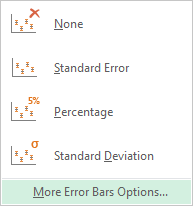 None
Standard Error
5%
Percentage
σ
Standard Deviation
More Error Bars Options...